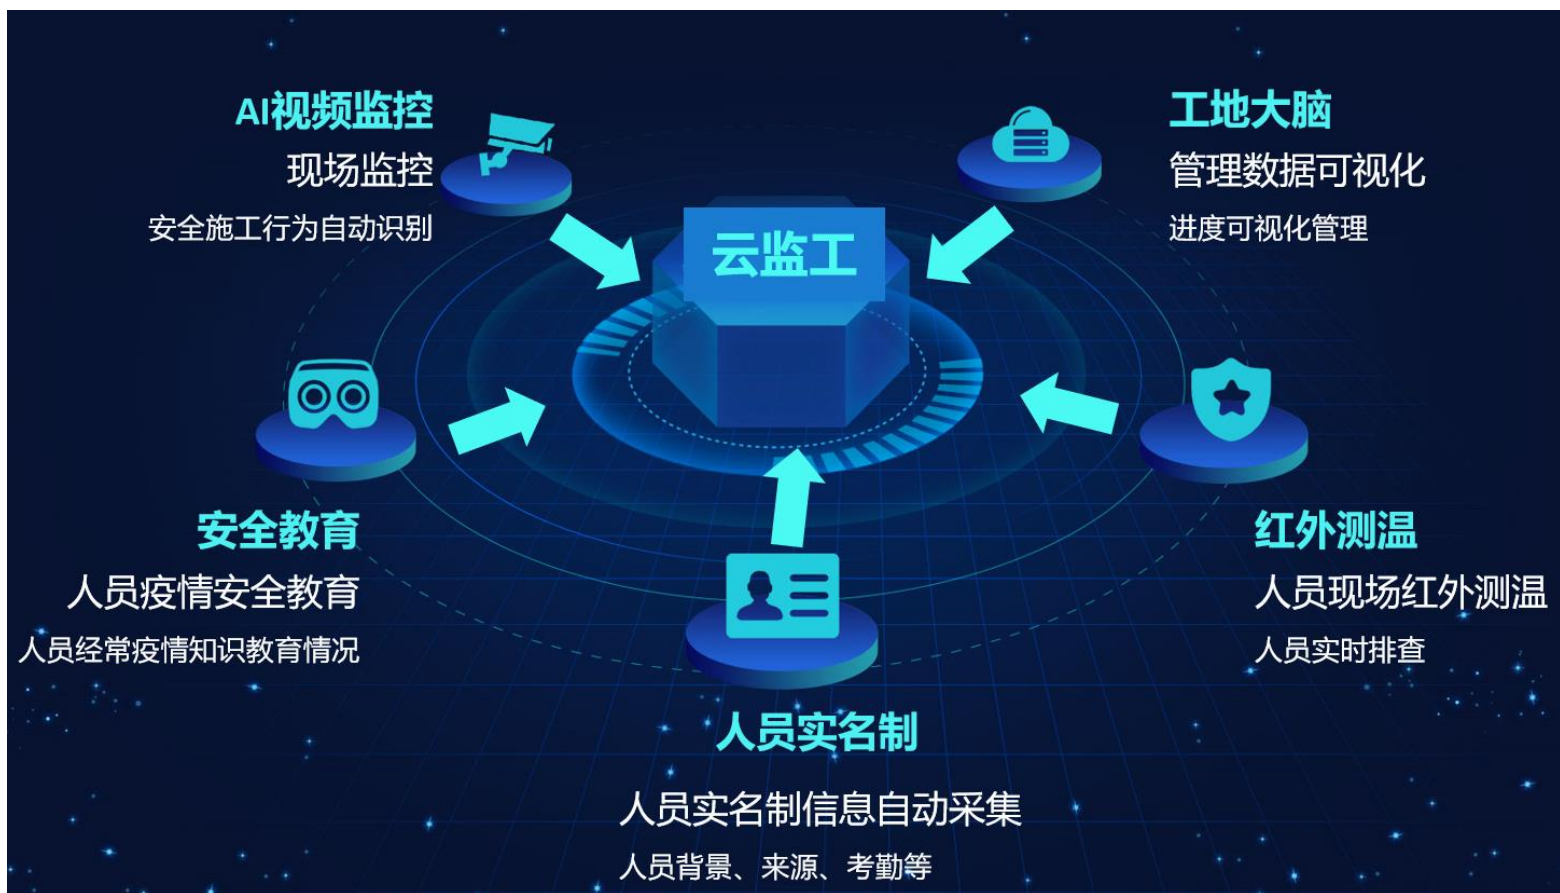 AI视频监控
现场监控
安全施工行为自动识别
工地大脑
管理数据可视化
进度可视化管理
云监工
安全教育
人员疫情安全教育
人员经常疫情知识教育情况
红外测温
人员现场红外测温
人员实时排查
人员实名制
人员实名制信息自动采集
人员背景、来源、考勤等